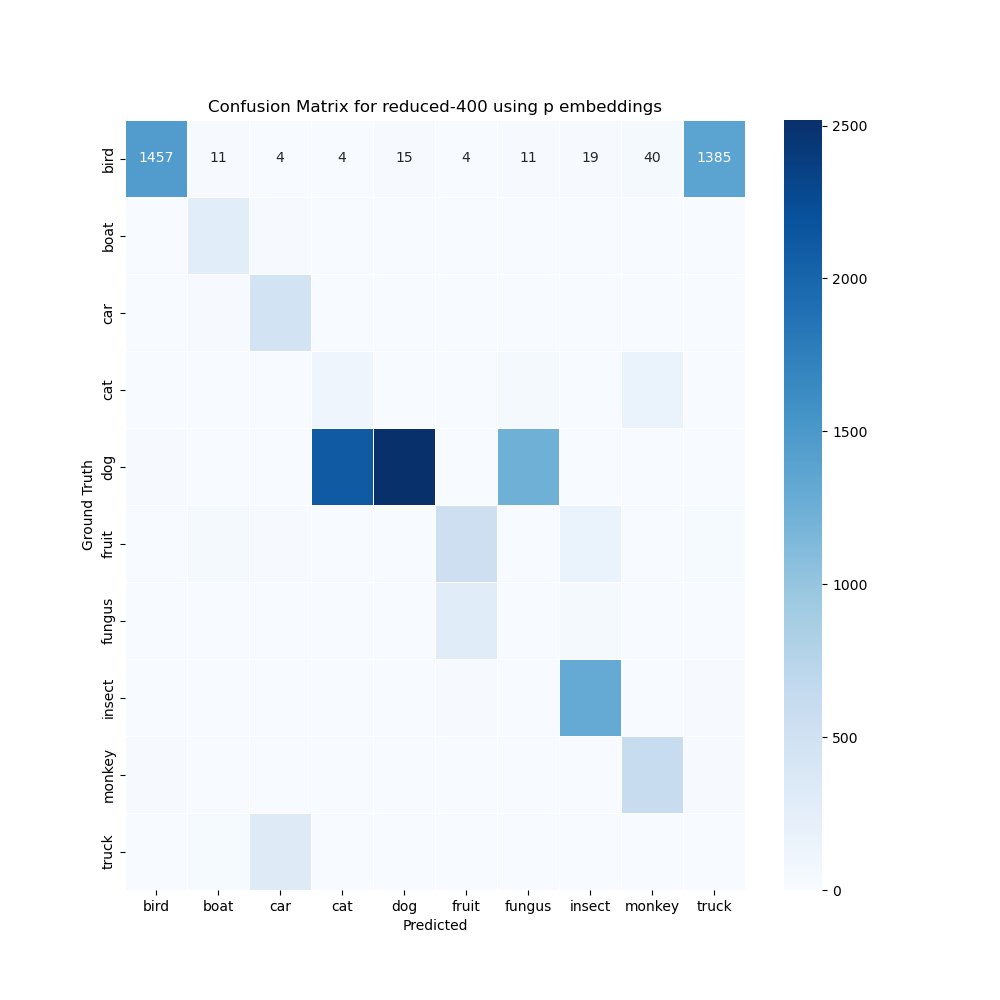 Confusion Matrix for reduced-400 using p embeddings
bird 1457 11 4 4 15 4 11 19 40 1385
boat
car
cat
dog
fruit
fungus
insect
monkey
truck
Ground Truth
bird boat car cat dog fruit fungus insect monkey truck
Predicted
2500
2000
1500
1000
500
0